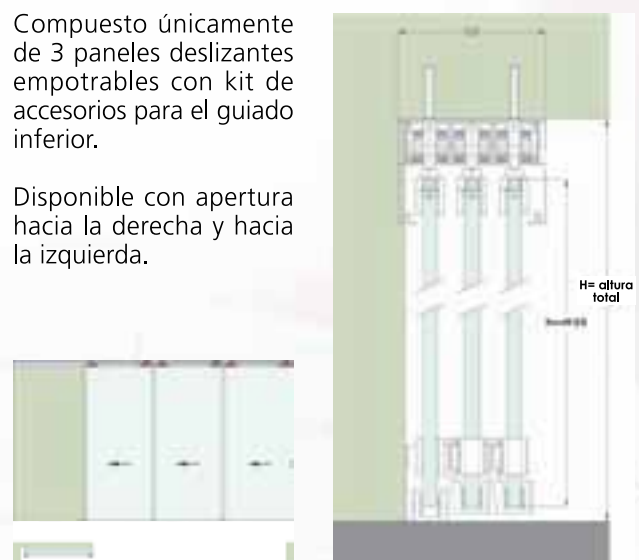 Compuesto únicamente
de 3 paneles deslizantes
empotrables con kit de
accesorios para el guiado
inferior.
Disponible con apertura
hacia la derecha y hacia
la izquierda.
H= altura
total